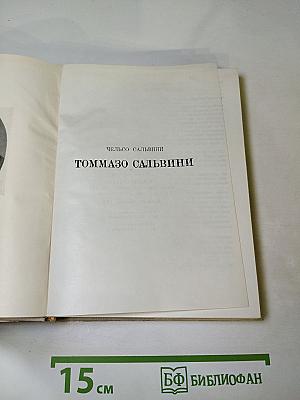 ЧЕЛЬСО САЛЬВИНИ
ТОММАЗО САЛЬВИНИ
15 см
БФ БИБЛИОФАН